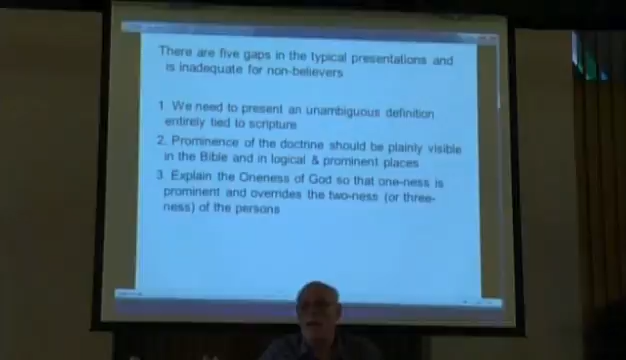 There are five gaps in the typical presentations and
is inadequate for non-believers
1. We need to present an unambiguous definition
entirely tied to scripture
2. Prominence of the doctrine should be plainly visible
in the Bible and in logical & prominent places
3. Explain the Oneness of God so that one-ness is
prominent and overrides the two-ness (or three-
ness) of the persons